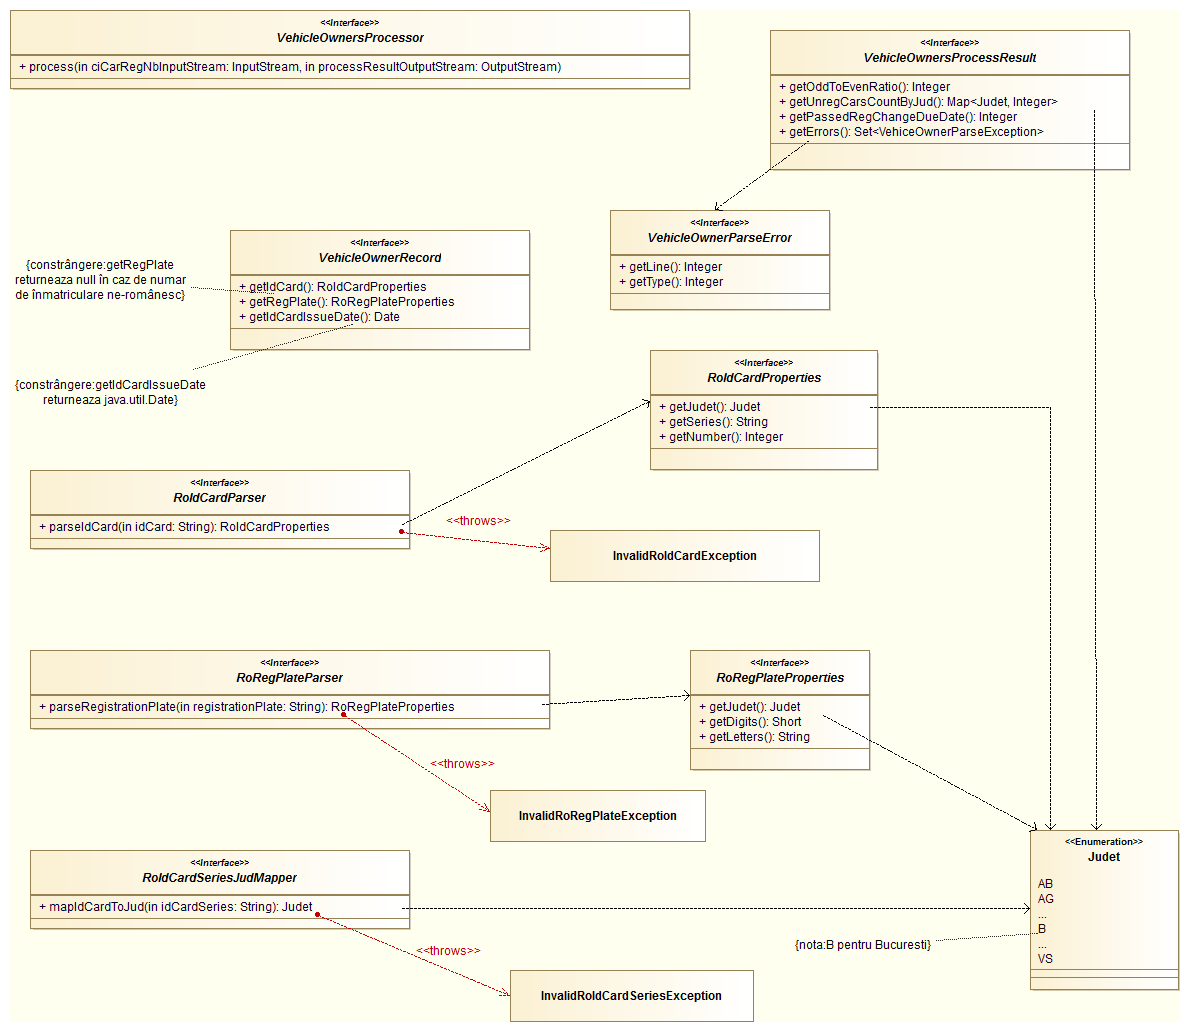 <<Interface>>
VehicleOwnersProcessor
+ process(in ciCarRegNbInputStream: InputStream, in processResultOutputStream: OutputStream)
<<Interface>>
VehicleOwnersProcessResult
+ getOddToEvenRatio(): Integer
+ getUnregCarsCountByJud(): Map<Judet, Integer>
+ getPassedRegChangeDueDate(): Integer
+ getErrors(): Set<VehiceOwnerParseException>
<<Interface>>
VehicleOwnerParseError
+ getLine(): Integer
+ getType(): Integer
<<Interface>>
VehicleOwnerRecord
+ getIdCard(): RoIdCardProperties
+ getRegPlate(): RoRegPlateProperties
+ getIdCardIssueDate(): Date
{constrângere:getRegPlate
returneaza null în caz de numar
de înmatriculare ne-românesc}
{constrângere:getIdCardIssueDate
returneaza java.util.Date}
<<Interface>>
RoIdCardProperties
+ getJudet(): Judet
+ getSeries(): String
+ getNumber(): Integer
<<Interface>>
RoIdCardParser
+ parseIdCard(in idCard: String): RoIdCardProperties
<<throws>>
InvalidRoIdCardException
<<Interface>>
RoRegPlateParser
+ parseRegistrationPlate(in registrationPlate: String): RoRegPlateProperties
<<Interface>>
RoRegPlateProperties
+ getJudet(): Judet
+ getDigits(): Short
+ getLetters(): String
<<throws>>
InvalidRoRegPlateException
<<Interface>>
RoIdCardSeriesJudMapper
+ mapIdCardToJud(in idCardSeries: String): Judet
<<throws>>
InvalidRoIdCardSeriesException
<<Enumeration>>
Judet
AB
AG
...
B
...
VS
{nota:B pentru Bucuresti}